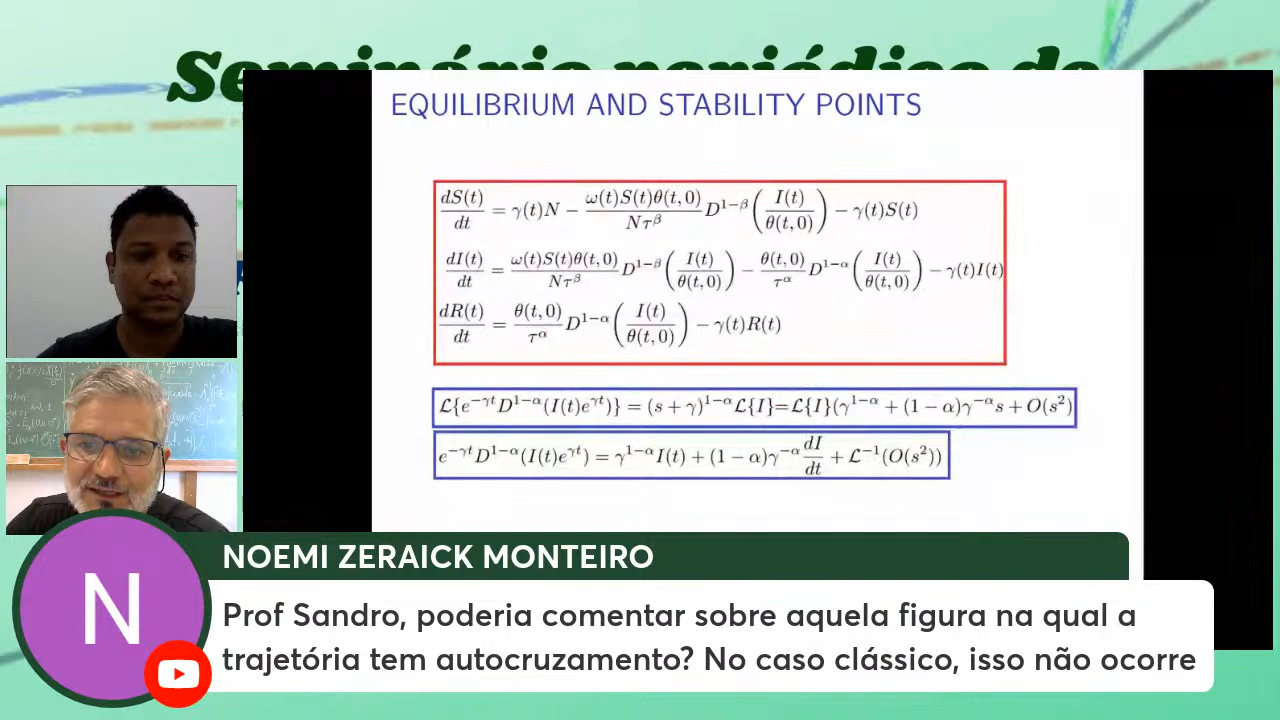 Seminário periódico de
EQUILIBRIUM AND STABILITY POINTS
dS(t)/dt = γ(t)N − ω(t)S(t)θ(t,0)/Nτ^β D^{1−β}(I(t)/θ(t,0)) − γ(t)S(t)
dI(t)/dt = ω(t)S(t)θ(t,0)/Nτ^β D^{1−β}(I(t)/θ(t,0)) − θ(t,0)/τ^α D^{1−α}(I(t)/θ(t,0)) − γ(t)I(t)
dR(t)/dt = θ(t,0)/τ^α D^{1−α}(I(t)/θ(t,0)) − γ(t)R(t)
ℒ{e^{−γt}D^{1−α}(I(t)e^{γt})} = (s + γ)^{1−α}ℒ{I}=ℒ{I}(γ^{1−α} + (1 − α)γ^{−α}s + O(s²)
e^{−γt}D^{1−α}(I(t)e^{γt}) = γ^{1−α}I(t) + (1 − α)γ^{−α} dI/dt + ℒ^{−1}(O(s²))
N
NOEMI ZERAICK MONTEIRO
Prof Sandro, poderia comentar sobre aquela figura na qual a
trajetória tem autocruzamento? No caso clássico, isso não ocorre